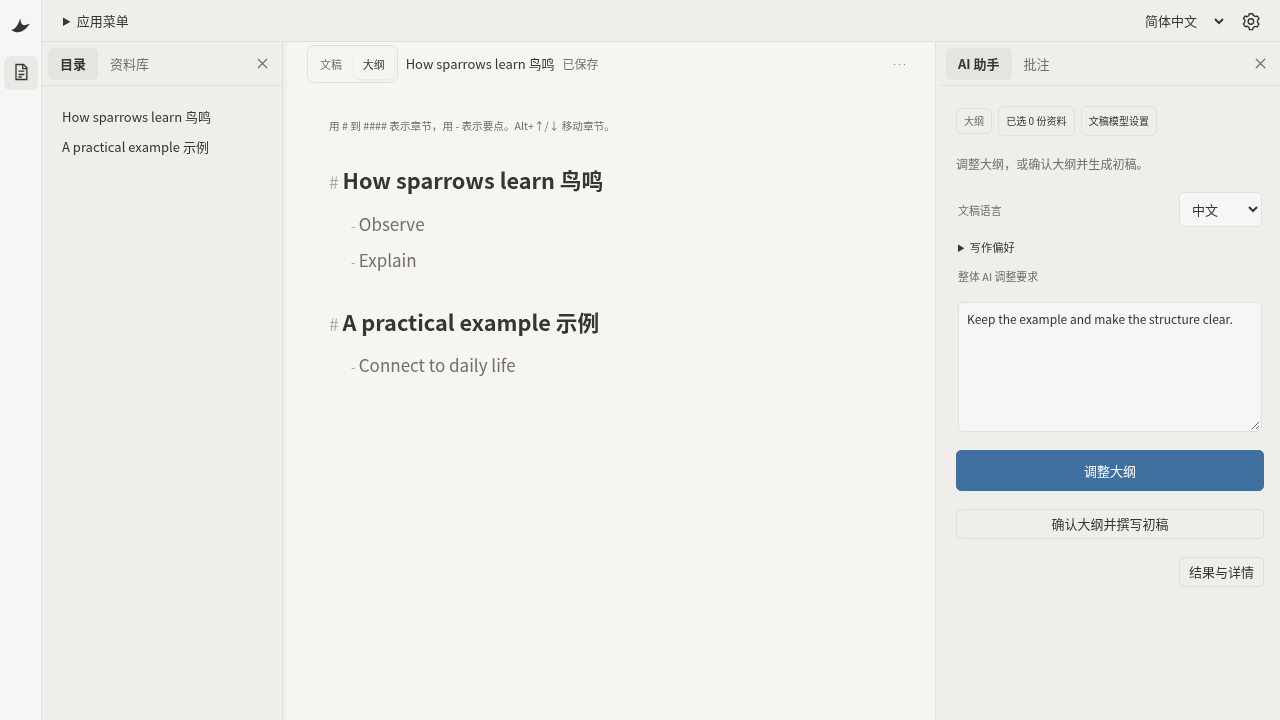 应用菜单
简体中文
目录
资料库
How sparrows learn 鸟鸣
A practical example 示例
文稿
大纲
How sparrows learn 鸟鸣
已保存
...
用 # 到 #### 表示章节，用 - 表示要点。Alt+↑/↓ 移动章节。
# How sparrows learn 鸟鸣
- Observe
- Explain
# A practical example 示例
- Connect to daily life
AI 助手
批注
大纲
已选 0 份资料
文稿模型设置
调整大纲，或确认大纲并生成初稿。
文稿语言
中文
写作偏好
整体 AI 调整要求
Keep the example and make the structure clear.
调整大纲
确认大纲并撰写初稿
结果与详情